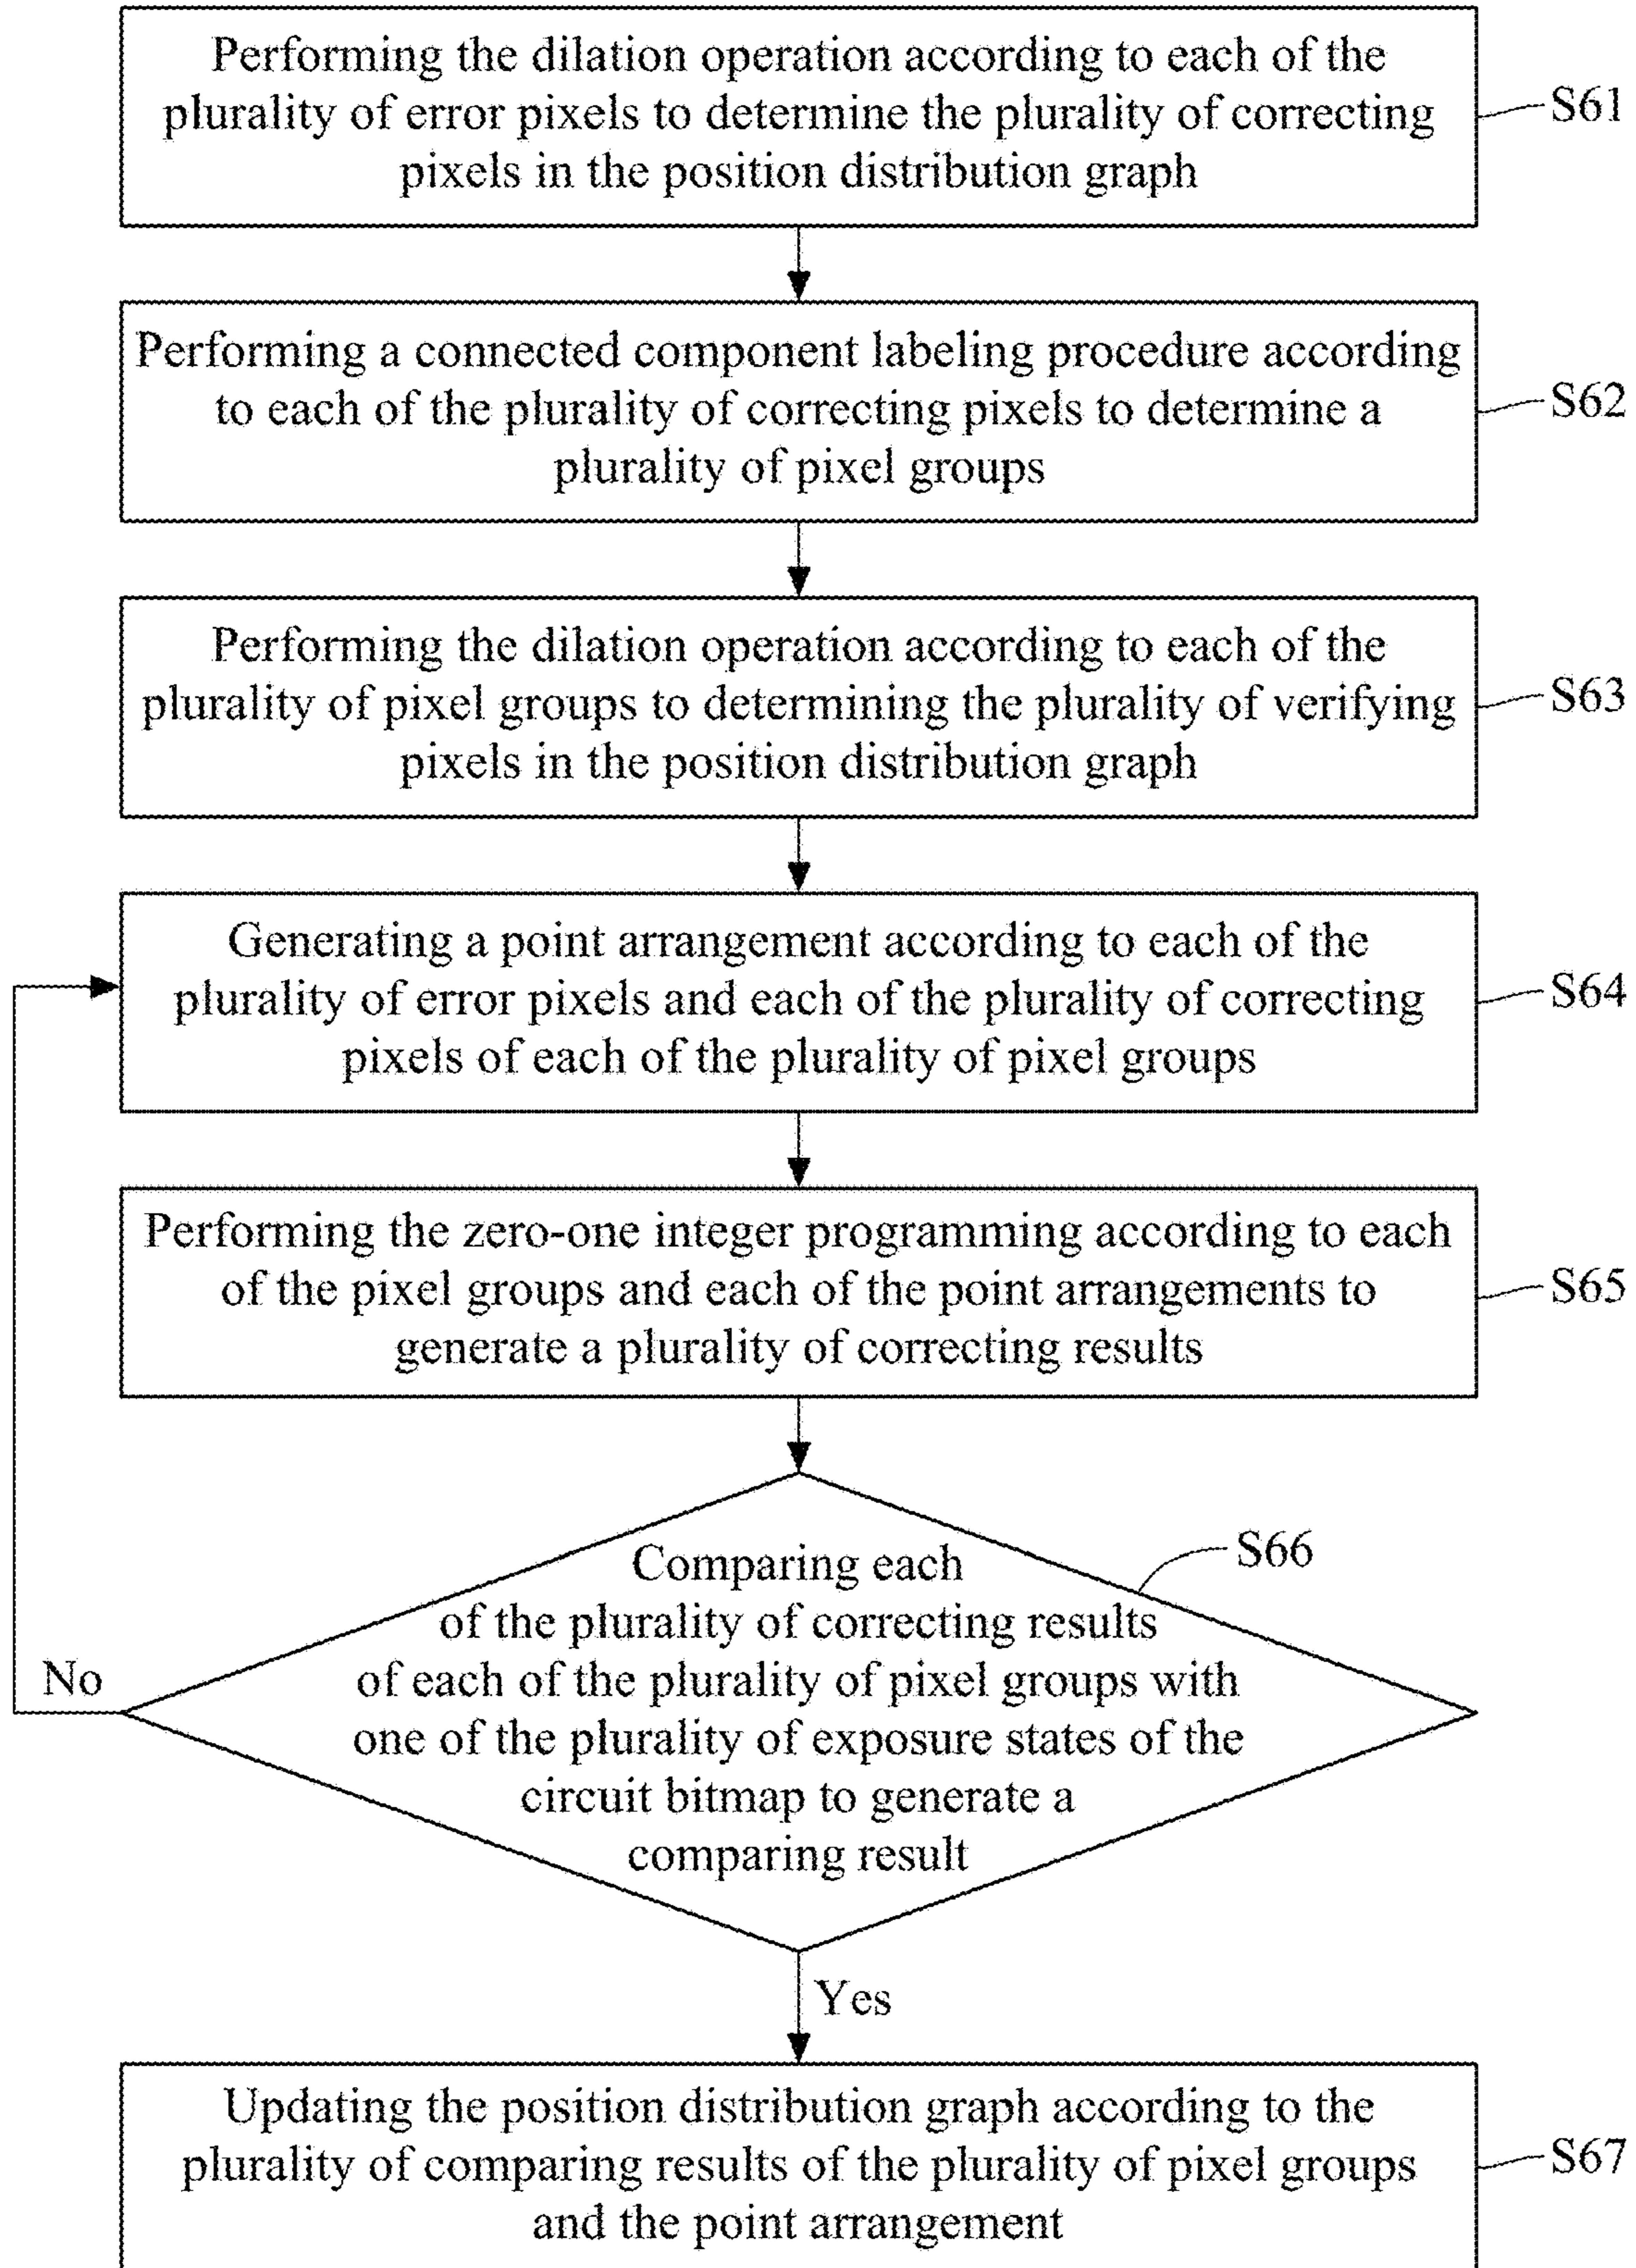 Performing the dilation operation according to each of the
plurality of error pixels to determine the plurality of correcting
pixels in the position distribution graph
S61
Performing a connected component labeling procedure according
to each of the plurality of correcting pixels to determine a
plurality of pixel groups
S62
Performing the dilation operation according to each of the
plurality of pixel groups to determining the plurality of verifying
pixels in the position distribution graph
S63
Generating a point arrangement according to each of the
plurality of error pixels and each of the plurality of correcting
pixels of each of the plurality of pixel groups
S64
Performing the zero-one integer programming according to each
of the pixel groups and each of the point arrangements to
generate a plurality of correcting results
S65
Comparing each
of the plurality of correcting results
of each of the plurality of pixel groups with
one of the plurality of exposure states of the
circuit bitmap to generate a
comparing result
S66
No
Yes
Updating the position distribution graph according to the
plurality of comparing results of the plurality of pixel groups
and the point arrangement
S67